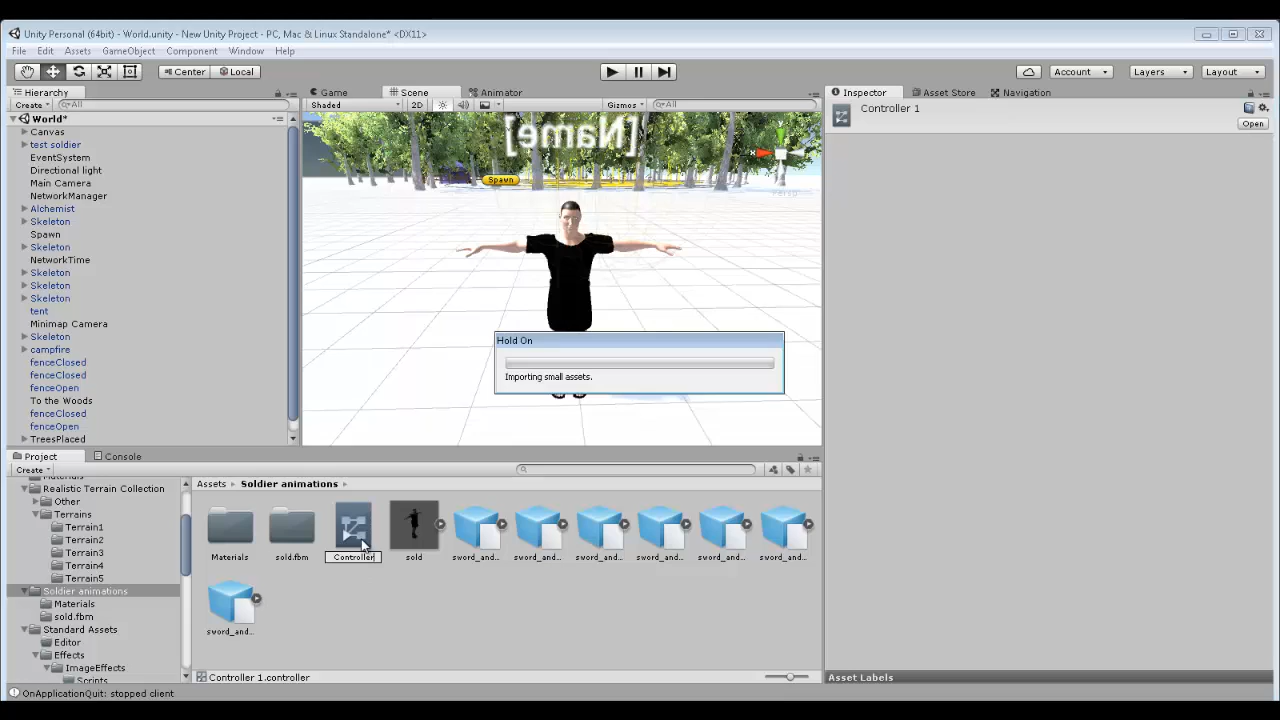 Unity Personal (64bit) - World.unity - New Unity Project - PC, Mac & Linux Standalone* <DX11>
File Edit Assets GameObject Component Window Help
Center Local Account Layers Layout
Hierarchy Game Scene Animator Inspector Asset Store Navigation
Create All Shaded 2D Gizmos All Controller 1
World* Open
Canvas
test soldier
EventSystem
Directional light
Main Camera
NetworkManager
Alchemist
Skeleton
Spawn
Skeleton
NetworkTime
Skeleton
Skeleton
Skeleton
tent
Minimap Camera
Skeleton
campfire
fenceClosed
fenceClosed
fenceOpen
To the Woods
fenceClosed
fenceOpen
TreesPlaced
[Name]
x
Spawn
Hold On
Importing small assets.
Project Console
Create
Materials
Realistic Terrain Collection
Other
Terrains
Terrain1
Terrain2
Terrain3
Terrain4
Terrain5
Soldier animations
Materials
sold.fbm
Standard Assets
Editor
Effects
ImageEffects
Scripts
Assets Soldier animations
Materials sold.fbm Controller sold sword_and... sword_and... sword_and... sword_and... sword_and... sword_and...
sword_and...
Controller 1.controller
Asset Labels
OnApplicationQuit: stopped client